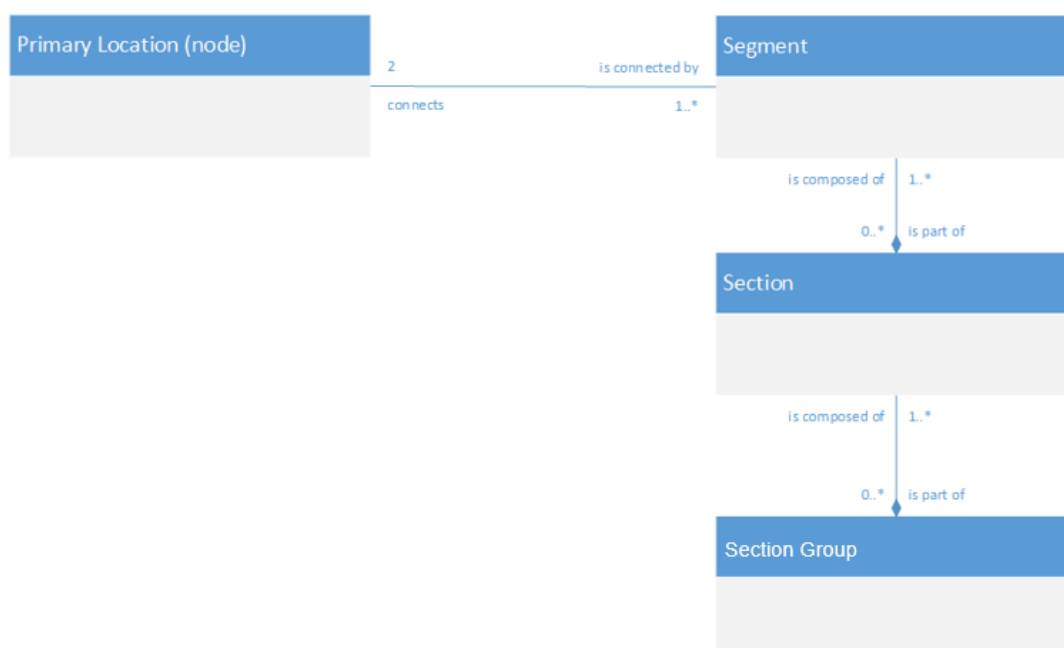 Primary Location (node)
Segment
2
is connected by
connects
1..*
is composed of
1..*
0..*
is part of
Section
is composed of
1..*
0..*
is part of
Section Group